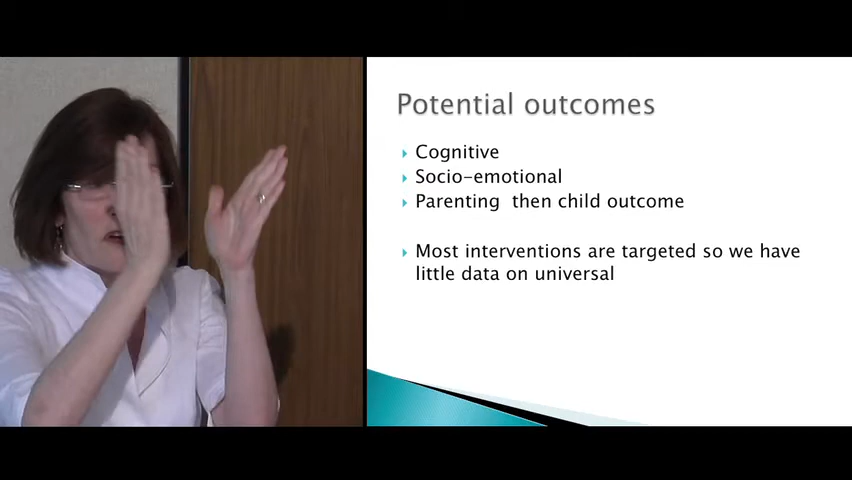 Potential outcomes
Cognitive
Socio-emotional
Parenting  then child outcome
Most interventions are targeted so we have
little data on universal